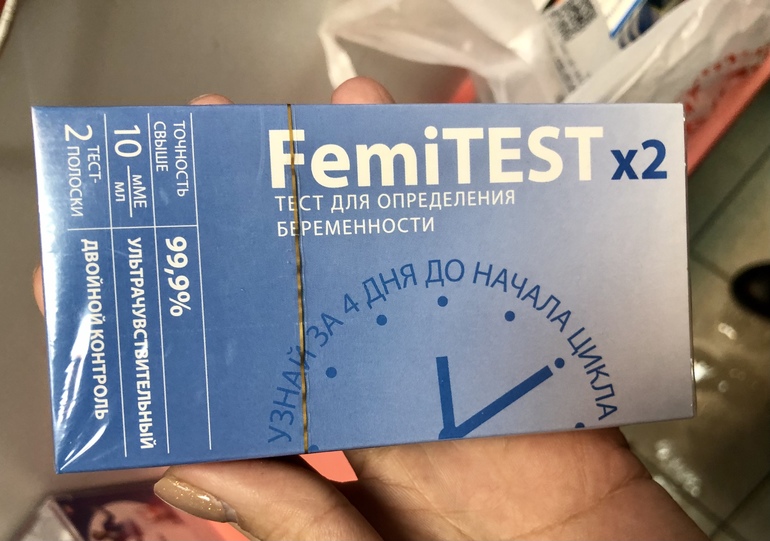 FemiTEST x2
ТЕСТ ДЛЯ ОПРЕДЕЛЕНИЯ
БЕРЕМЕННОСТИ
УЗНАЙ ЗА 4 ДНЯ ДО НАЧАЛА ЦИКЛА
ТОЧНОСТЬ
СВЫШЕ
99,9%
10 мМЕ
мл
УЛЬТРАЧУВСТВИТЕЛЬНЫЙ
2 ТЕСТ-
ПОЛОСКИ
ДВОЙНОЙ КОНТРОЛЬ